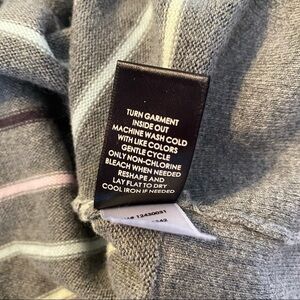 TURN GARMENT
INSIDE OUT
MACHINE WASH COLD
WITH LIKE COLORS
GENTLE CYCLE
ONLY NON-CHLORINE
BLEACH WHEN NEEDED
RESHAPE AND
LAY FLAT TO DRY
COOL IRON IF NEEDED
# 12430031